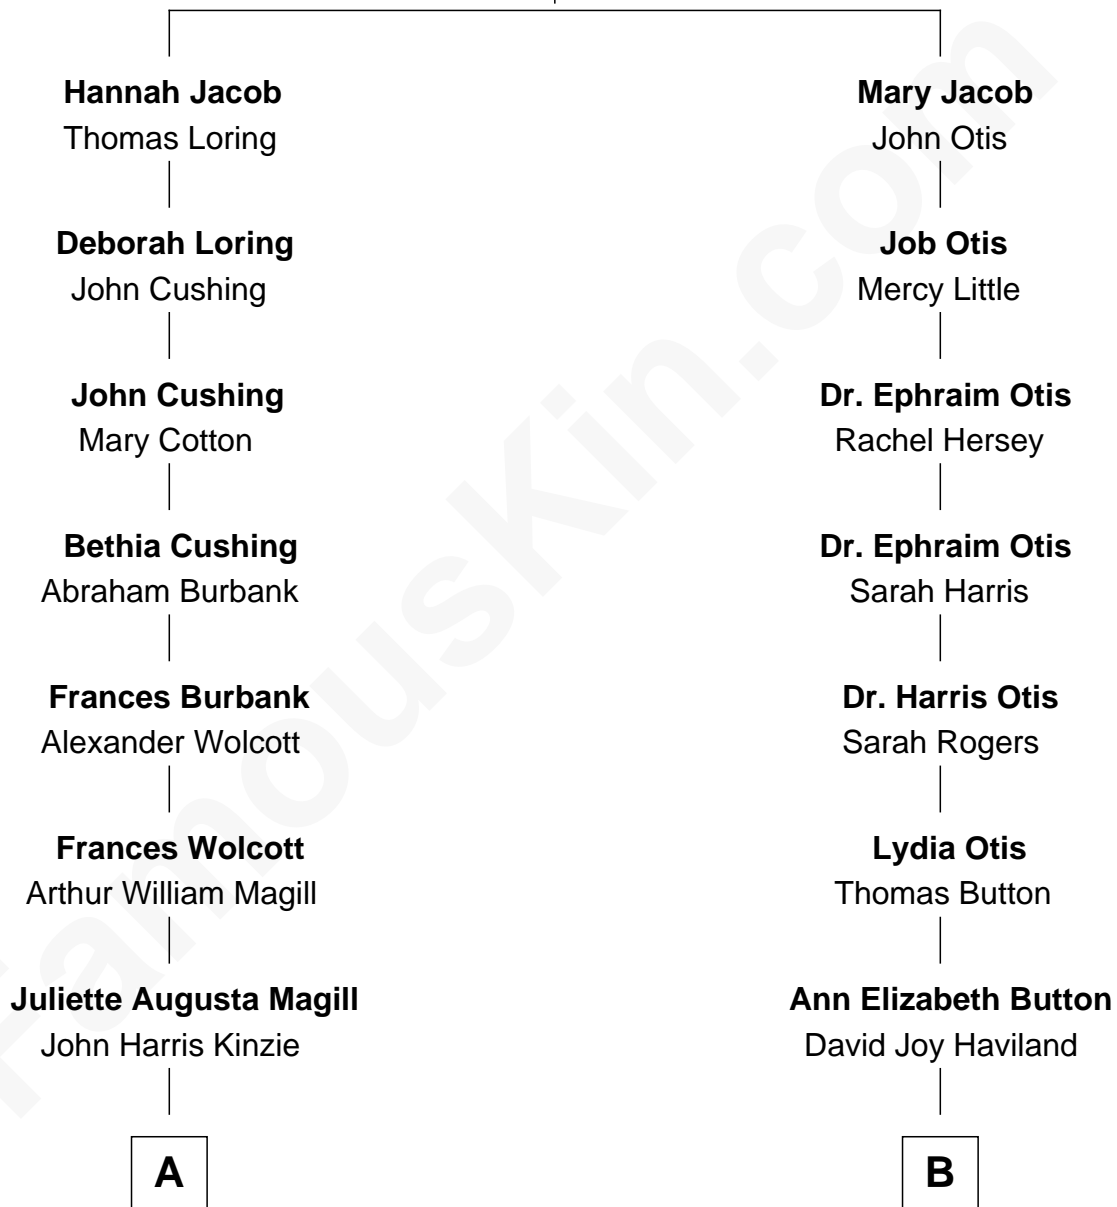 Hannah Jacob
Thomas Loring
Mary Jacob
John Otis
Deborah Loring
John Cushing
Job Otis
Mercy Little
John Cushing
Mary Cotton
Dr. Ephraim Otis
Rachel Hersey
Bethia Cushing
Abraham Burbank
Dr. Ephraim Otis
Sarah Harris
Frances Burbank
Alexander Wolcott
Dr. Harris Otis
Sarah Rogers
Frances Wolcott
Arthur William Magill
Lydia Otis
Thomas Button
Juliette Augusta Magill
John Harris Kinzie
Ann Elizabeth Button
David Joy Haviland
A
B
FamousKin.com